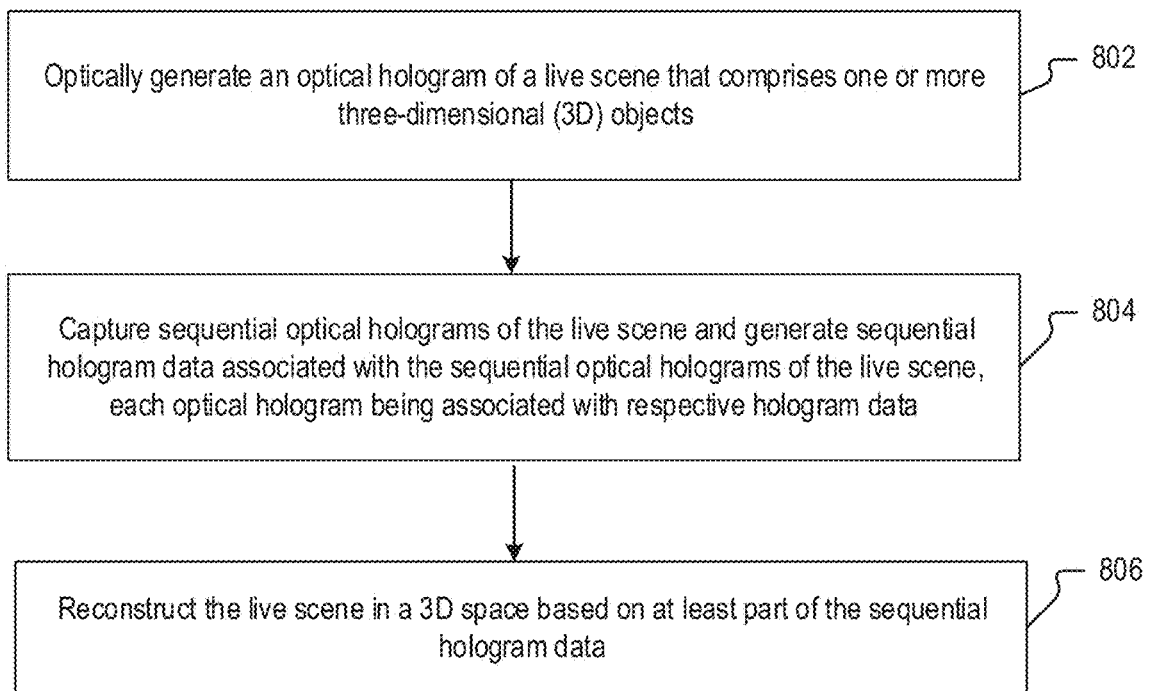 Optically generate an optical hologram of a live scene that comprises one or more
three-dimensional (3D) objects
802
Capture sequential optical holograms of the live scene and generate sequential
hologram data associated with the sequential optical holograms of the live scene,
each optical hologram being associated with respective hologram data
804
Reconstruct the live scene in a 3D space based on at least part of the sequential
hologram data
806